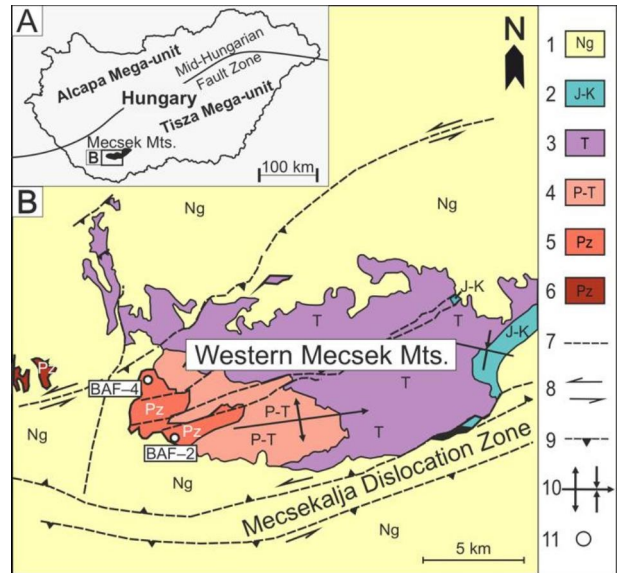 A
Alcapa Mega-unit
Mid-Hungarian
Fault Zone
Hungary
Tisza Mega-unit
Mecsek Mts.
B
100 km
N
B
Ng
Ng
J-K
T
T
J-K
Western Mecsek Mts.
Pz
BAF–4
T
Pz
P-T
Pz
P-T
T
Ng
BAF–2
Ng
Mecsekalja Dislocation Zone
Ng
5 km
1 Ng
2 J-K
3 T
4 P-T
5 Pz
6 Pz
7
8
9
10
11